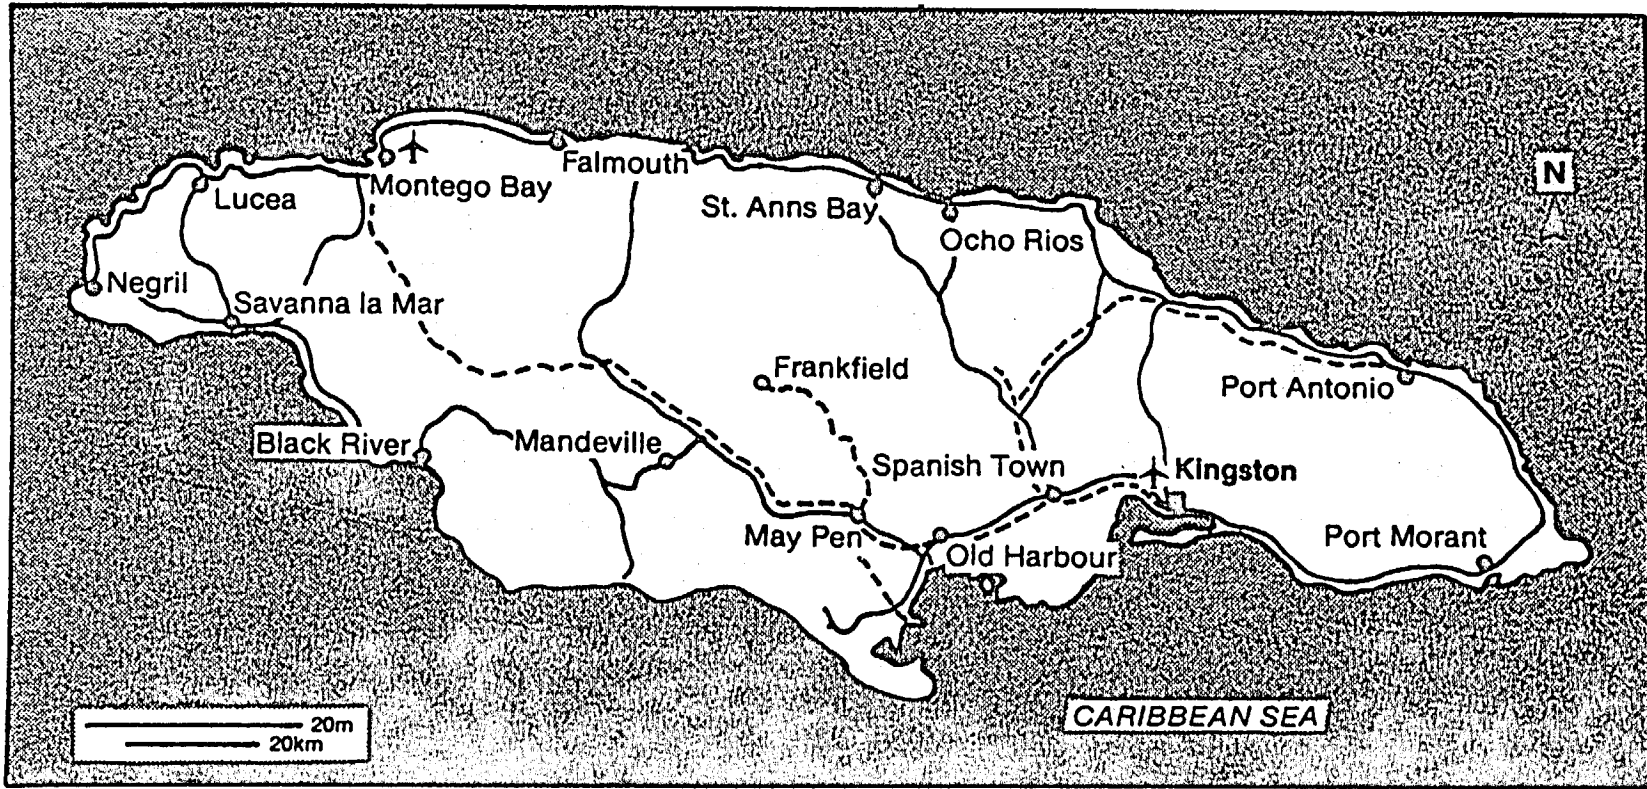 Falmouth
N
Montego Bay
Lucea
St. Anns Bay
Ocho Rios
Negril
Savanna la Mar
Frankfield
Port Antonio
Black River
Mandeville
Spanish Town
Kingston
May Pen
Old Harbour
Port Morant
CARIBBEAN SEA
20m
20km